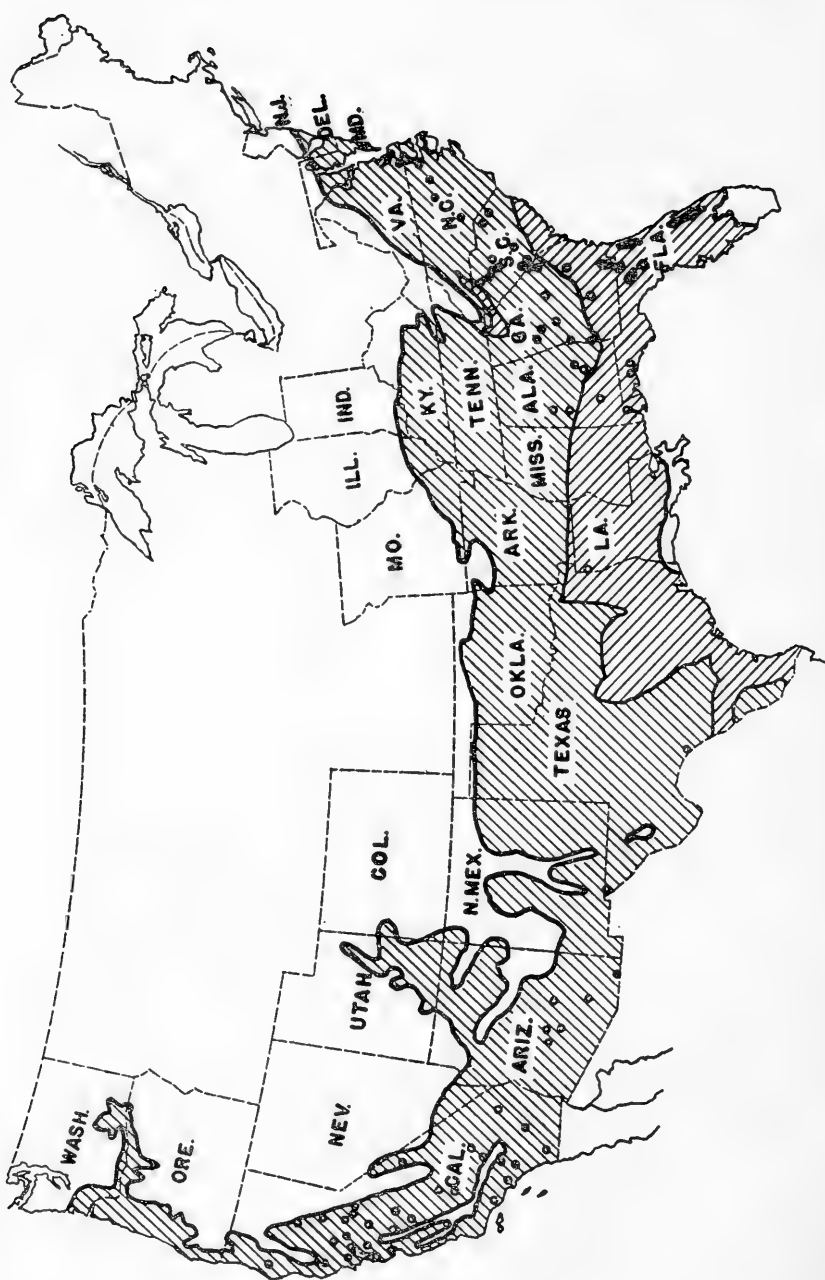 WASH.
ORE.
NEV.
UTAH
COL.
CAL.
ARIZ.
N.MEX.
TEXAS
OKLA.
MO.
ILL.
IND.
ARK.
LA.
KY.
TENN.
MISS.
ALA.
GA.
FLA.
S.C.
N.C.
VA.
N.J.
DEL.
MD.